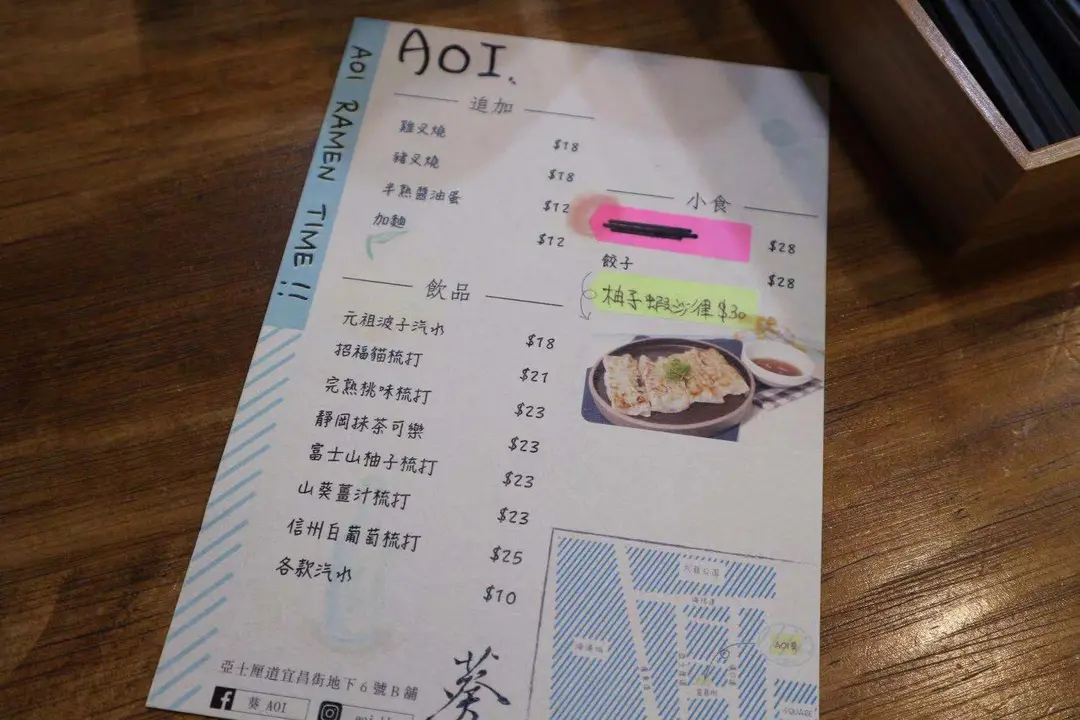 AOI RAMEN TIME !!
AOI.
追加
雞叉燒 $18
豬叉燒 $18
半熟醬油蛋 $12
加麵 $12
飲品
元祖波子汽水 $18
招福貓梳打 $21
完熟桃味梳打 $23
靜岡抹茶可樂 $23
富士山柚子梳打 $23
山葵薑汁梳打 $23
信州白葡萄梳打 $25
各款汽水 $10
小食
$28
餃子 $28
柚子蝦沙律 $30
AOI葵
SQUARE
亞士厘道宜昌街地下6號B舖
葵 AOI
葵